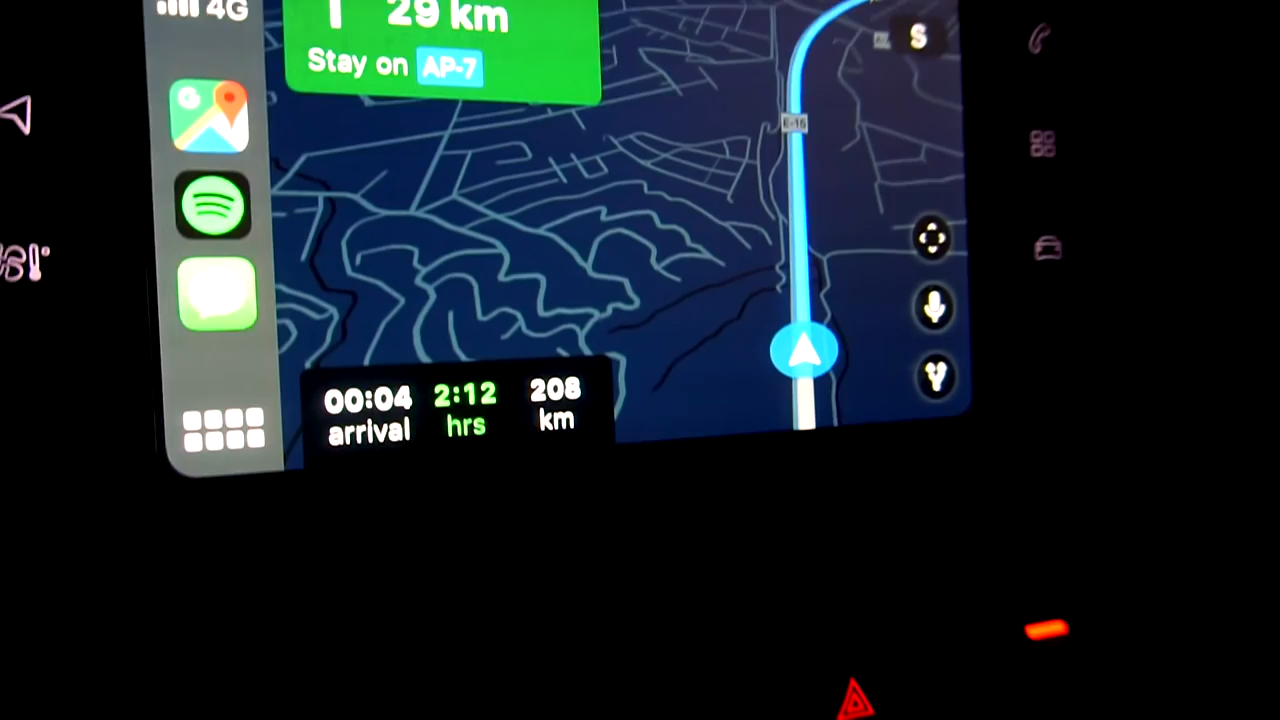 4G
29 km
Stay on AP-7
S
G
E-15
00:04 2:12 208
arrival hrs km